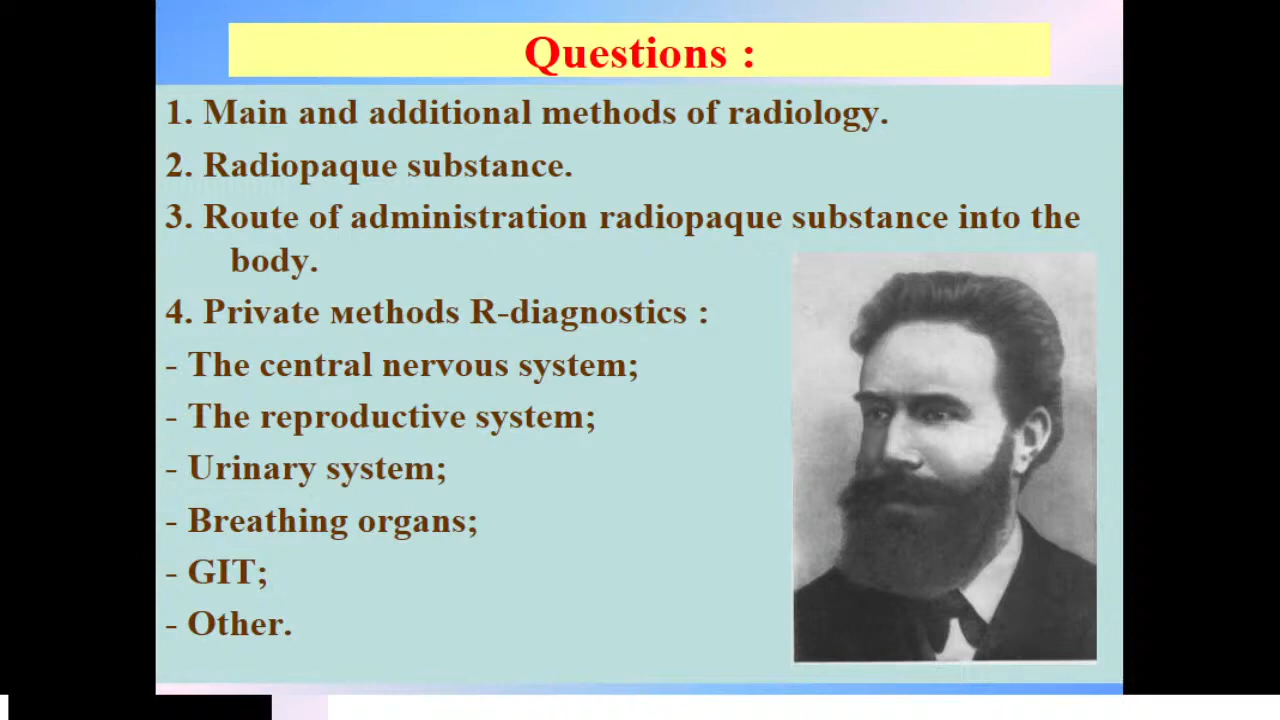 Questions :
1. Main and additional methods of radiology.
2. Radiopaque substance.
3. Route of administration radiopaque substance into the
body.
4. Private мethods R-diagnostics :
- The central nervous system;
- The reproductive system;
- Urinary system;
- Breathing organs;
- GIT;
- Other.